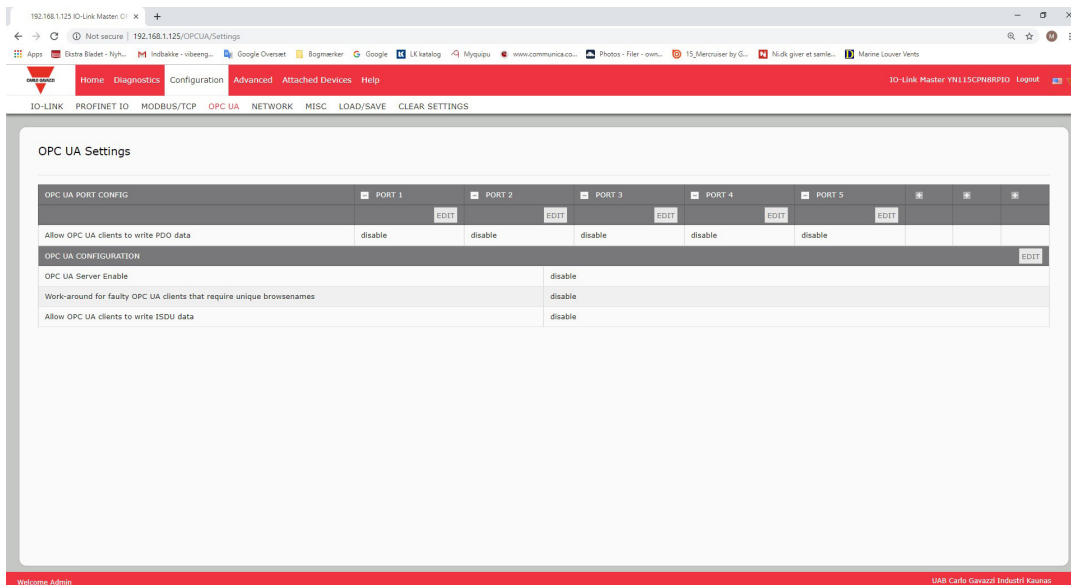 192.168.1.125 IO-Link Master O
Not secure | 192.168.1.125/OPCUA/Settings
M
Apps Ekstra Bladet - Nyh... Indbakke - vibeeng... Google Oversæt Bogmærker Google LK katalog Myquipu www.communica.co... Photos - Filer - own... 15_Mercruiser by G... Ni.dk giver et samle... Marine Louver Vents
CARLO GAVAZZI
Home Diagnostics Configuration Advanced Attached Devices Help
IO-Link Master YN115CPN8RPIO Logout
IO-LINK PROFINET IO MODBUS/TCP OPC UA NETWORK MISC LOAD/SAVE CLEAR SETTINGS
OPC UA Settings
OPC UA PORT CONFIG PORT 1 PORT 2 PORT 3 PORT 4 PORT 5
EDIT EDIT EDIT EDIT EDIT
Allow OPC UA clients to write PDO data disable disable disable disable disable
OPC UA CONFIGURATION EDIT
OPC UA Server Enable disable
Work-around for faulty OPC UA clients that require unique browsenames disable
Allow OPC UA clients to write ISDU data disable
Welcome Admin UAB Carlo Gavazzi Industri Kaunas